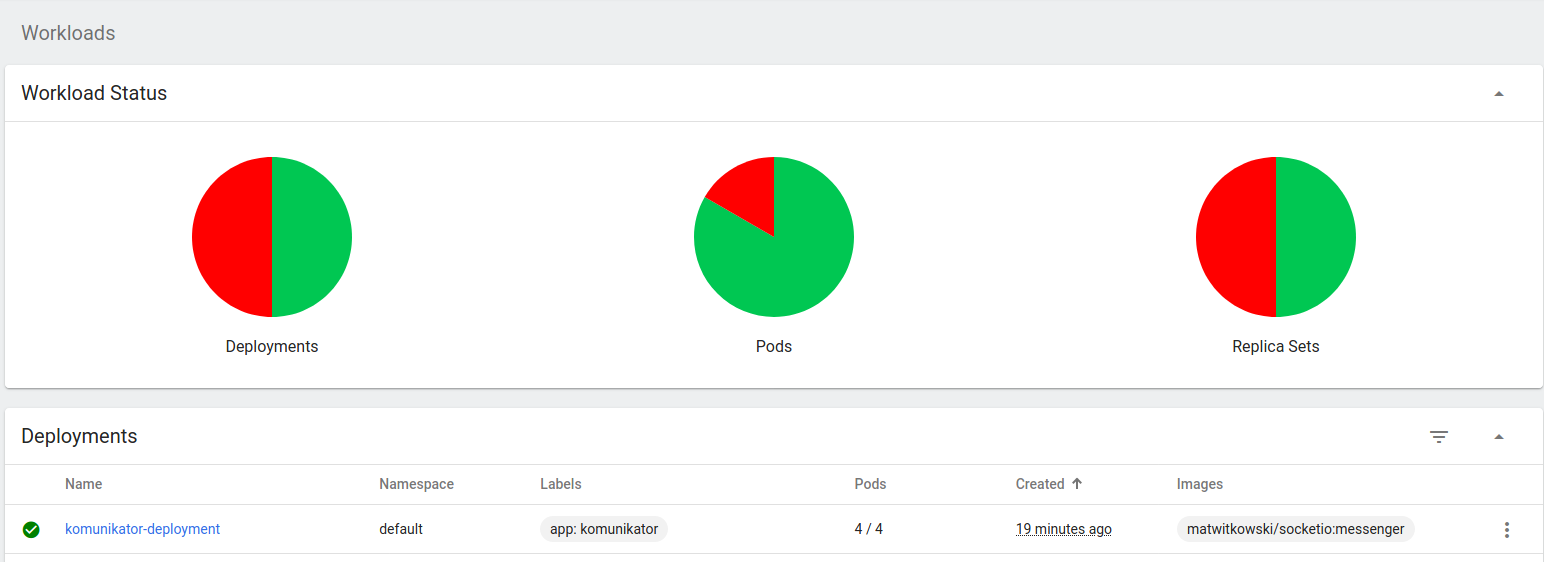 Workloads
Workload Status
Deployments Pods Replica Sets
Deployments
Name Namespace Labels Pods Created Images
komunikator-deployment default app: komunikator 4 / 4 19 minutes ago matwitkowski/socketio:messenger